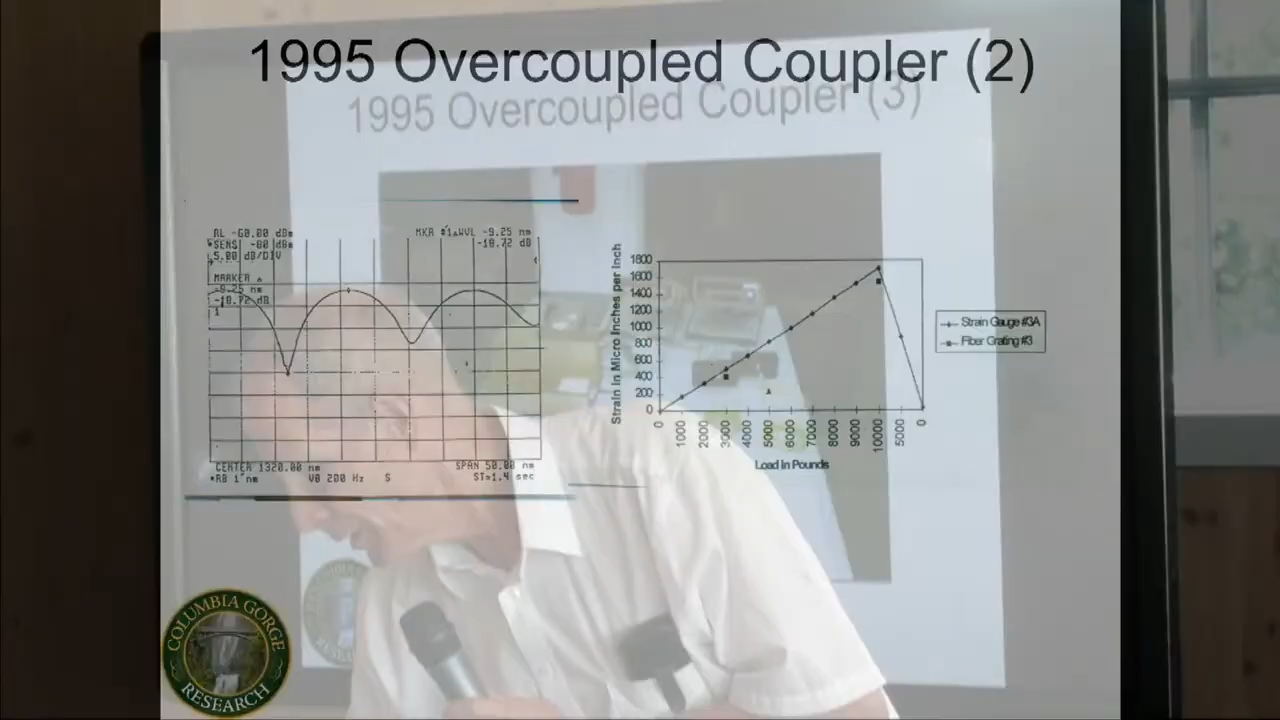 1995 Overcoupled Coupler (2)
1995 Overcoupled Coupler (3)
RL -60.00 dBm
*SENS -80 dBm
5.00 dB/DIV
MKR #1 WVL -9.25 nm
-18.72 dB
MARKER
-9.25 nm
-18.72 dB
1
CENTER 1320.00 nm
SPAN 50.00 nm
*RB 1 nm
VB 200 Hz
S
ST=1.4 sec
Strain in Micro Inches per Inch
1800
1600
1400
1200
1000
800
600
400
200
0
0 1000 2000 3000 4000 5000 6000 7000 8000 9000 10000 5000 0
Load in Pounds
Strain Gauge #3A
Fiber Grating #3
COLUMBIA GORGE
RESEARCH